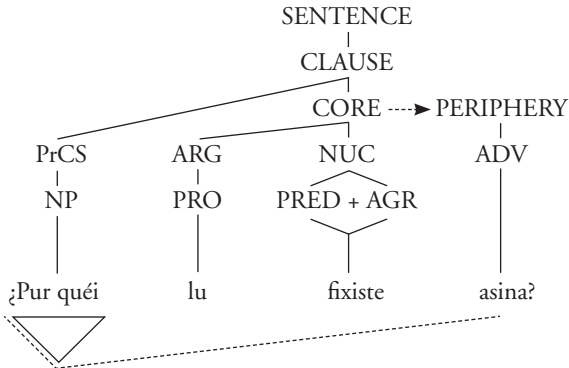 SENTENCE
CLAUSE
CORE PERIPHERY
PrCS ARG NUC ADV
NP PRO PRED + AGR
¿Pur quéi lu fixiste asina?